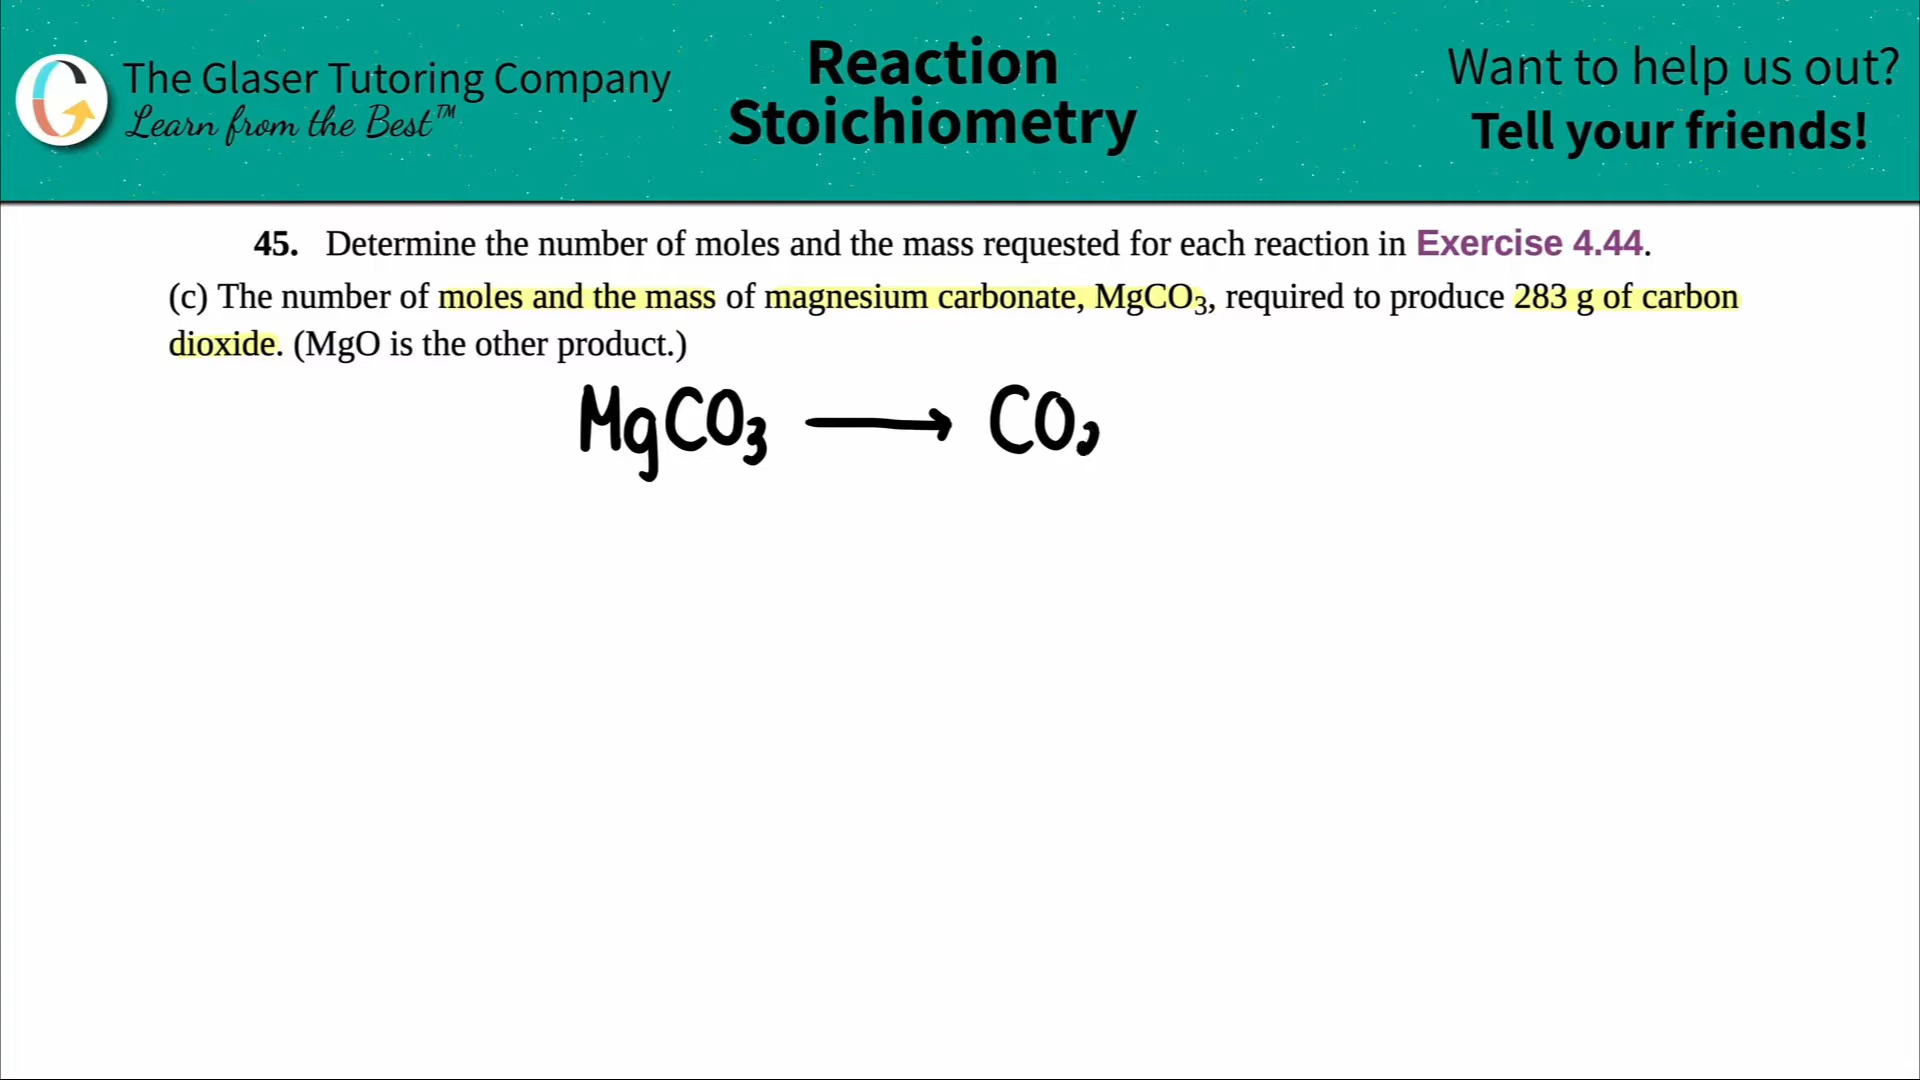 The Glaser Tutoring Company
Learn from the Best™
Reaction
Stoichiometry
Want to help us out?
Tell your friends!
45. Determine the number of moles and the mass requested for each reaction in Exercise 4.44.
(c) The number of moles and the mass of magnesium carbonate, MgCO₃, required to produce 283 g of carbon
dioxide. (MgO is the other product.)
MgCO₃ → CO₂